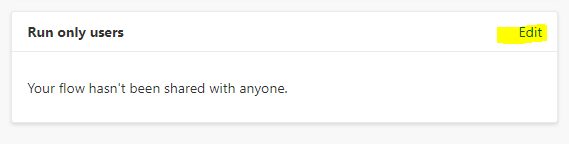 Run only users Edit
Your flow hasn't been shared with anyone.